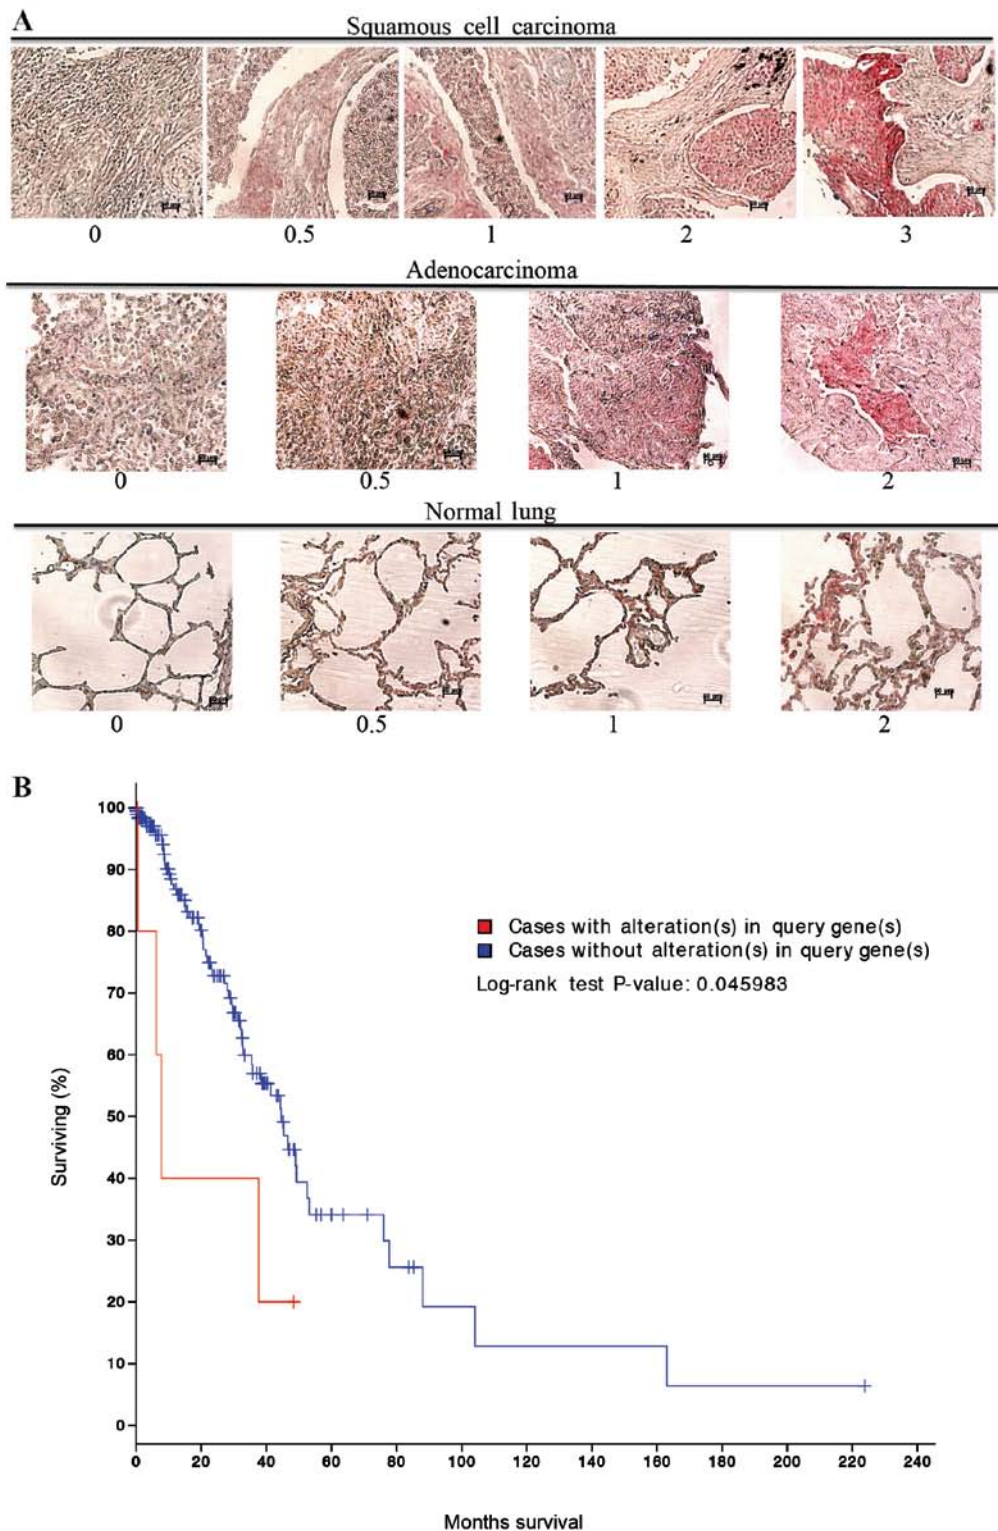 A
Squamous cell carcinoma
0 0.5 1 2 3
Adenocarcinoma
0 0.5 1 2
Normal lung
0 0.5 1 2
B
100
90
80
70
60
50
40
30
20
10
0
Surviving (%)
Cases with alteration(s) in query gene(s)
Cases without alteration(s) in query gene(s)
Log-rank test P-value: 0.045983
0 20 40 60 80 100 120 140 160 180 200 220 240
Months survival